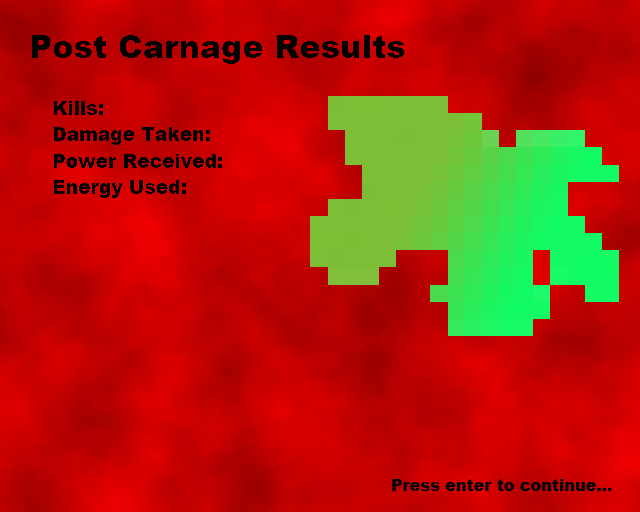 Post Carnage Results
Kills:
Damage Taken:
Power Received:
Energy Used:
Press enter to continue...